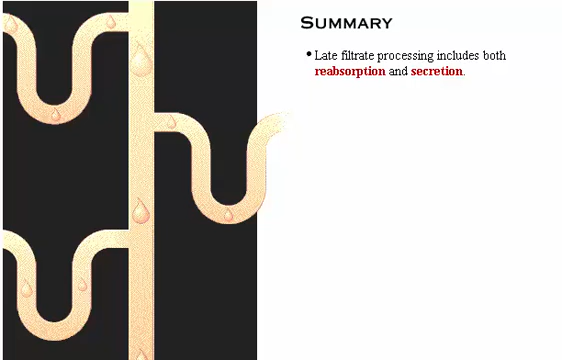 SUMMARY
• Late filtrate processing includes both
reabsorption and secretion.